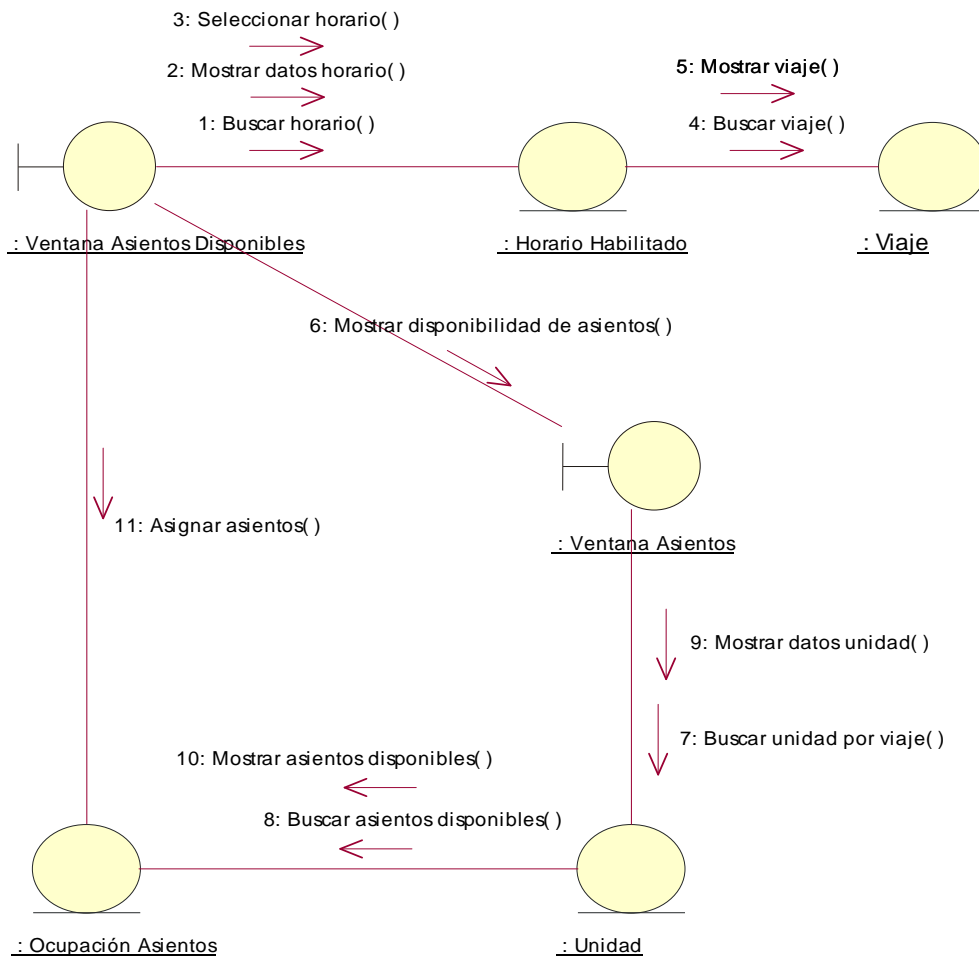 3: Seleccionar horario( )
2: Mostrar datos horario( )
1: Buscar horario( )
5: Mostrar viaje( )
4: Buscar viaje( )
: Ventana Asientos Disponibles
: Horario Habilitado
: Viaje
6: Mostrar disponibilidad de asientos( )
11: Asignar asientos( )
: Ventana Asientos
9: Mostrar datos unidad( )
7: Buscar unidad por viaje( )
10: Mostrar asientos disponibles( )
8: Buscar asientos disponibles( )
: Ocupación Asientos
: Unidad